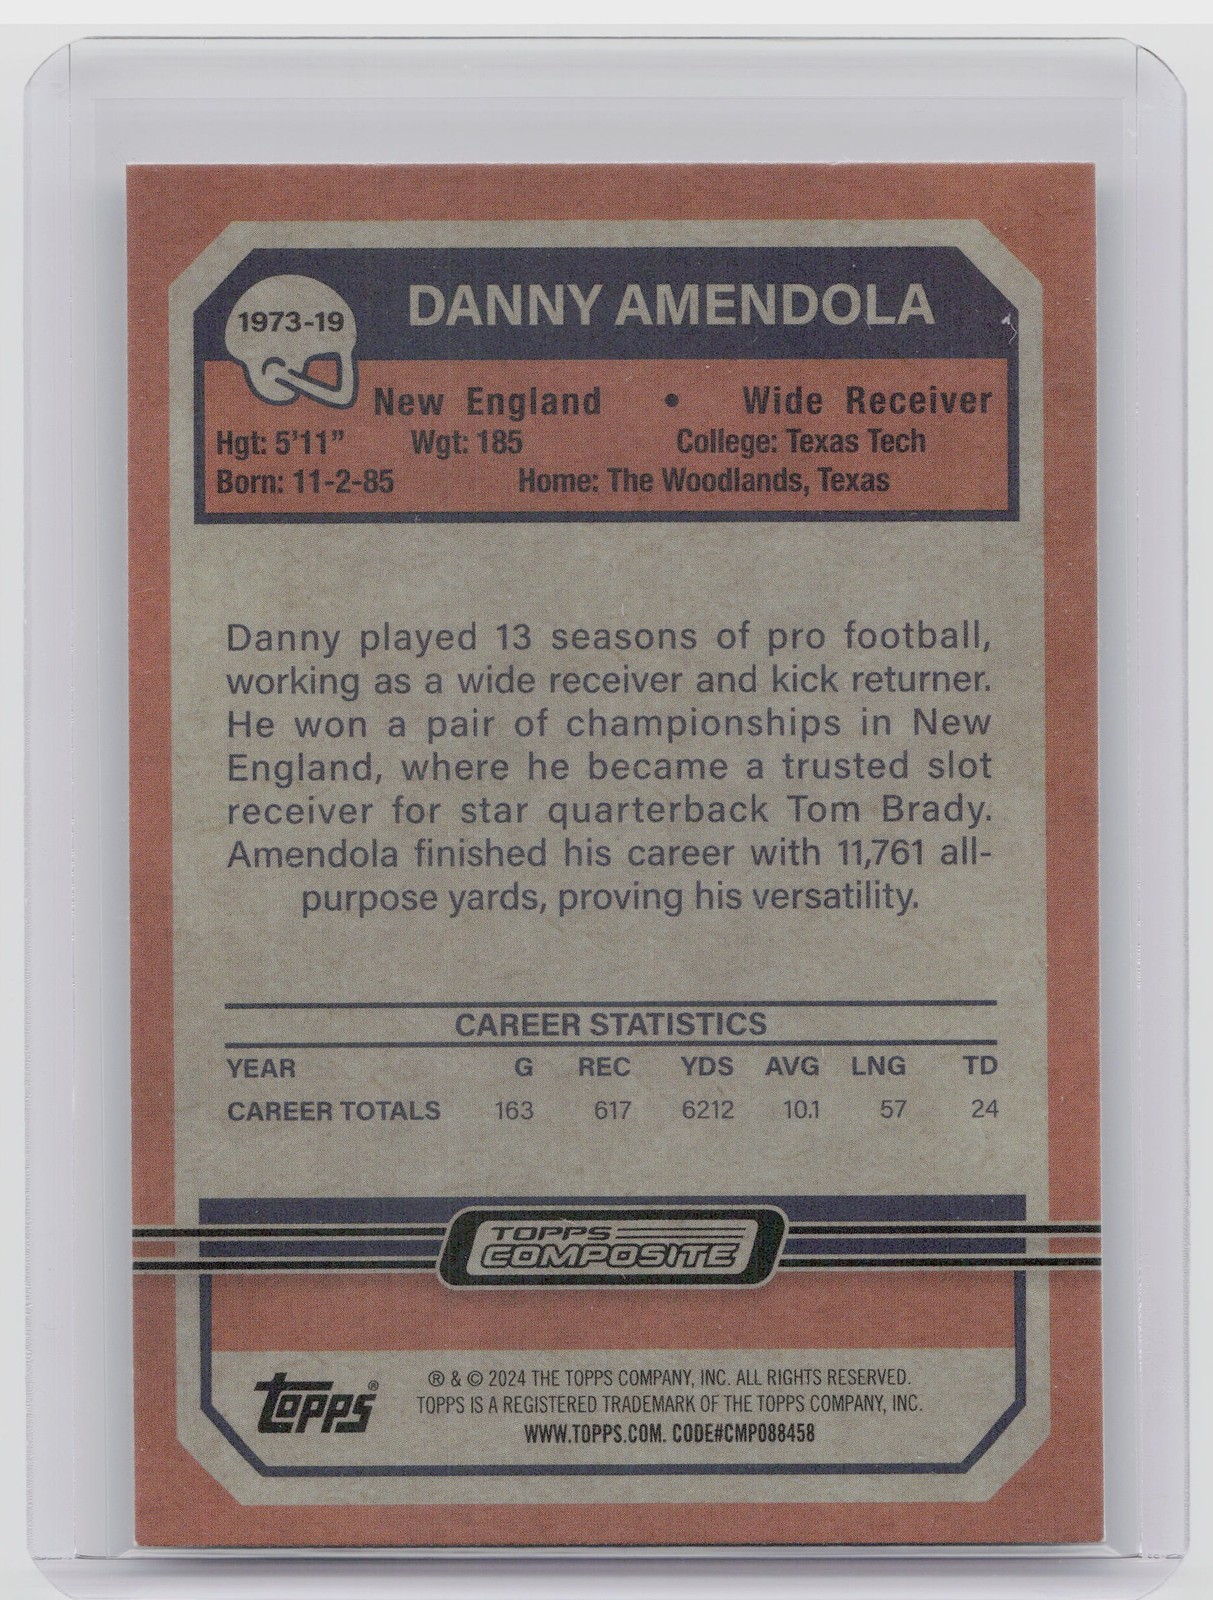 1973-19
DANNY AMENDOLA
New England • Wide Receiver
Hgt: 5'11" Wgt: 185 College: Texas Tech
Born: 11-2-85 Home: The Woodlands, Texas
Danny played 13 seasons of pro football,
working as a wide receiver and kick returner.
He won a pair of championships in New
England, where he became a trusted slot
receiver for star quarterback Tom Brady.
Amendola finished his career with 11,761 all-
purpose yards, proving his versatility.
CAREER STATISTICS
YEAR G REC YDS AVG LNG TD
CAREER TOTALS 163 617 6212 10.1 57 24
TOPPS
COMPOSITE
Topps®
® & © 2024 THE TOPPS COMPANY, INC. ALL RIGHTS RESERVED.
TOPPS IS A REGISTERED TRADEMARK OF THE TOPPS COMPANY, INC.
WWW.TOPPS.COM. CODE#CMP088458